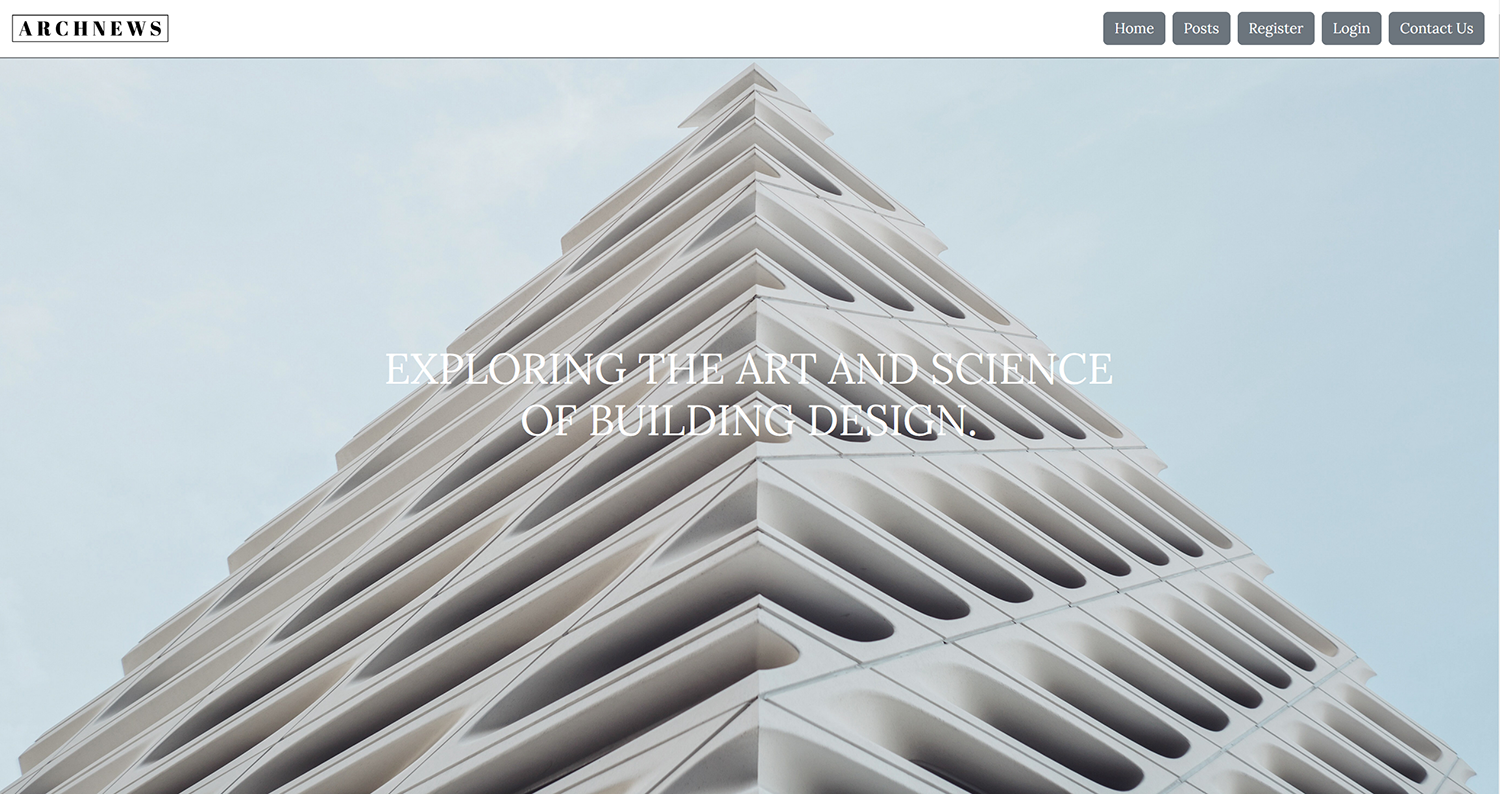 ARCHNEWS
Home Posts Register Login Contact Us
EXPLORING THE ART AND SCIENCE
OF BUILDING DESIGN.